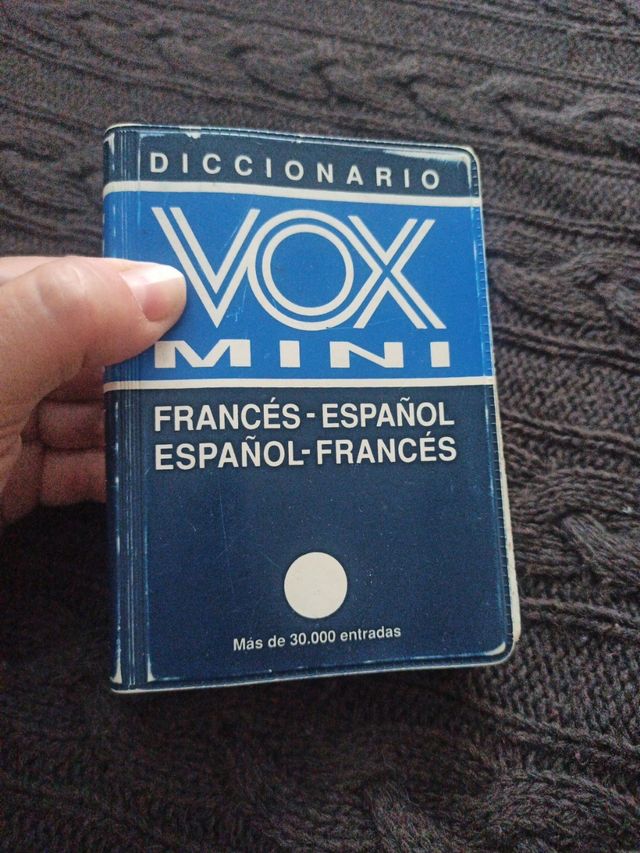 DICCIONARIO
VOX
MINI
FRANCÉS - ESPAÑOL
ESPAÑOL-FRANCÉS
Más de 30.000 entradas